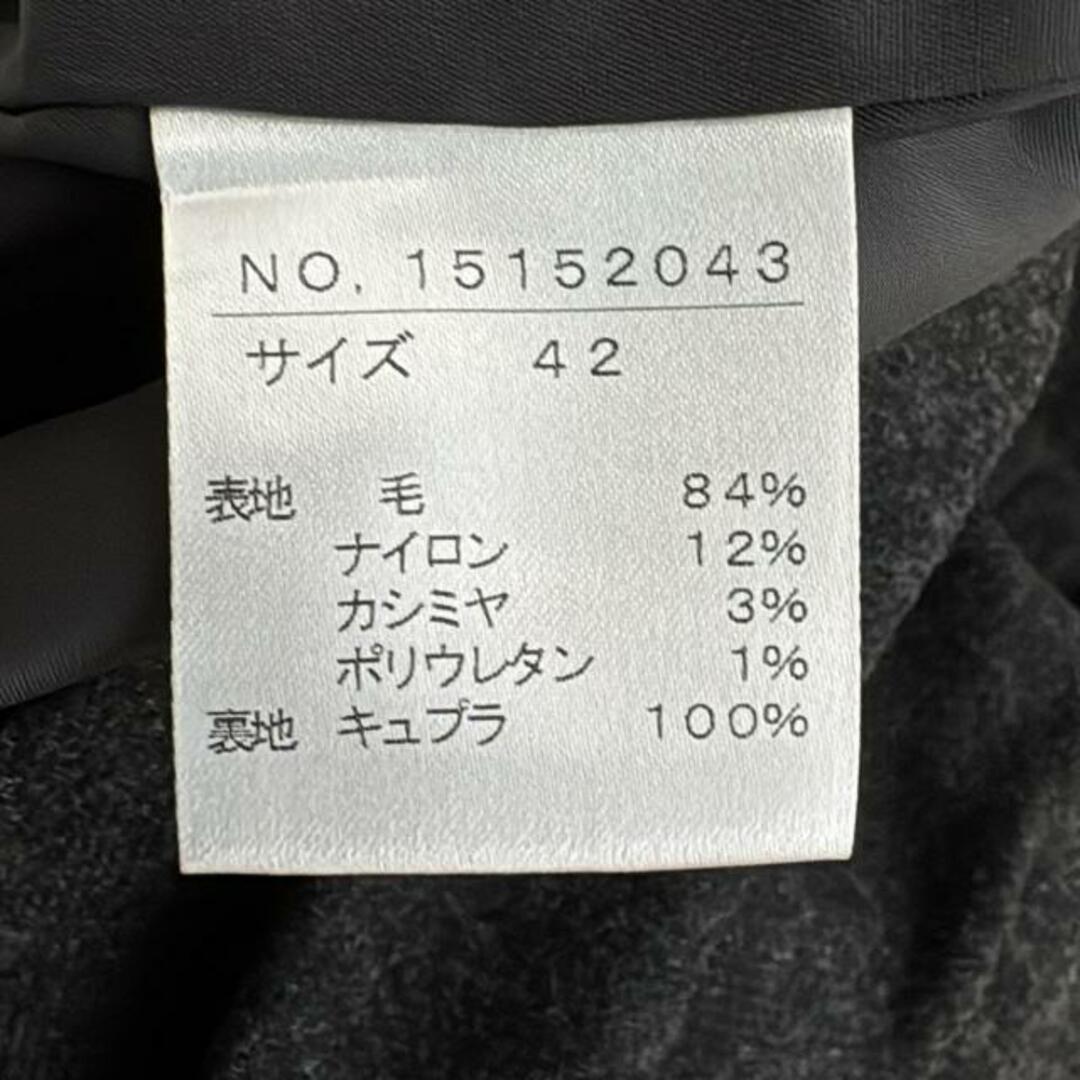 NO. 15152043
サイズ 42
表地 毛 84%
ナイロン 12%
カシミヤ 3%
ポリウレタン 1%
裏地 キュプラ 100%